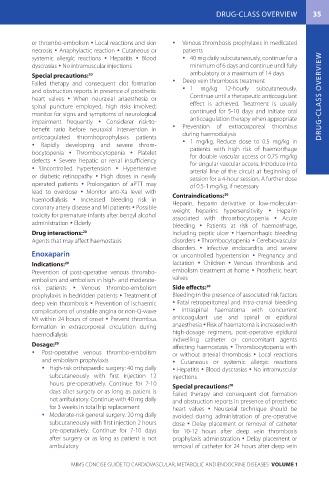 DRUG-CLASS OVERVIEW 35
or thrombo-embolism • Local reactions and skin
necrosis • Anaphylactic reaction • Cutaneous or
systemic allergic reactions • Hepatitis • Blood
dyscrasias • No intramuscular injections
Special precautions:
Failed therapy and consequent clot formation
and obstruction reports in presence of prosthetic
heart valves • When neuraxial anaesthesia or
spinal puncture employed, high risks involved;
monitor for signs and symptoms of neurological
impairment frequently • Consider risk-to-
benefit ratio before neuraxial intervention in
anticoagulated thromboprophylaxis patients
• Rapidly developing and severe throm-
bocytopenia • Thrombocytopenia • Platelet
defects • Severe hepatic or renal insufficiency
• Uncontrolled hypertension • Hypertensive
or diabetic retinopathy • High doses in newly
operated patients • Prolongation of aPTT may
lead to overdose • Monitor anti-Xa level with
haemodialysis • Increased bleeding risk in
coronary artery disease and MI patients • Possible
toxicity for premature infants after benzyl alcohol
administration • Elderly
Drug interactions:
Agents that may affect haemostasis
Enoxaparin
Indications:
Prevention of post-operative venous thrombo-
embolism and embolism in high- and moderate-
risk patients • Venous thrombo-embolism
prophylaxis in bedridden patients • Treatment of
deep vein thrombosis • Prevention of ischaemic
complications of unstable angina or non-Q-wave
MI within 24 hours of onset • Prevent thrombus
formation in extracorporeal circulation during
haemodialysis
Dosage:
• Post-operative venous thrombo-embolism
and embolism prophylaxis
• High-risk orthopaedic surgery: 40 mg daily
subcutaneously with first injection 12
hours pre-operatively. Continue for 7-10
days after surgery or as long as patient is
not ambulatory. Continue with 40 mg daily
for 3 weeks in total hip replacement
• Moderate-risk general surgery: 20 mg daily
subcutaneously with first injection 2 hours
pre-operatively. Continue for 7-10 days
after surgery or as long as patient is not
ambulatory
• Venous thrombosis prophylaxis in medicated
patients
• 40 mg daily subcutaneously, continue for a
minimum of 6 days and continue until fully
ambulatory or a maximum of 14 days
• Deep vein thrombosis treatment
• 1 mg/kg 12-hourly subcutaneously.
Continue until a therapeutic anticoagulant
effect is achieved. Treatment is usually
continued for 5-10 days and initiate oral
anticoagulation therapy when appropriate
• Prevention of extracorporeal thrombus
during haemodialysis
• 1 mg/kg. Reduce dose to 0.5 mg/kg in
patients with high risk of haemorrhage
for double vascular access or 0,75 mg/kg
for singular vascular access. Introduce into
arterial line of the circuit at beginning of
session for a 4-hour session. A further dose
of 0.5-1 mg/kg, if necessary
Contraindications:
Heparin, heparin derivative or low-molecular-
weight heparins hypersensitivity • Heparin
associated with thrombocytopenia • Acute
bleeding • Patients at risk of haemorrhage,
including peptic ulcer • Haemorrhagic bleeding
disorders • Thrombocytopenia • Cerebrovascular
disorders • Infective endocarditis and severe
or uncontrolled hypertension • Pregnancy and
lactation • Children • Venous thrombosis and
embolism treatment at home • Prosthetic heart
valves
Side effects:
Bleeding in the presence of associated risk factors
• Fatal retroperitoneal and intra-cranial bleeding
• Intraspinal haematoma with concurrent
anticoagulant use and spinal or epidural
anaesthesia • Risk of haematoma is increased with
high-dosage regimens, post-operative epidural
indwelling catheter or concomitant agents
affecting haemostasis • Thrombocytopenia with
or without arterial thrombosis • Local reactions
• Cutaneous or systemic allergic reactions
• Hepatitis • Blood dyscrasias • No intramuscular
injections
Special precautions:
Failed therapy and consequent clot formation
and obstruction reports in presence of prosthetic
heart valves • Neuraxial technique should be
avoided during administration of pre-operative
dose • Delay placement or removal of catheter
for 10-12 hours after deep vein thrombosis
prophylaxis administration • Delay placement or
removal of catheter for 24 hours after deep vein
DRUG-CLASS OVERVIEW
MIMS CONCISE GUIDE TO CARDIOVASCULAR, METABOLIC AND ENDOCRINE DISEASES VOLUME 1